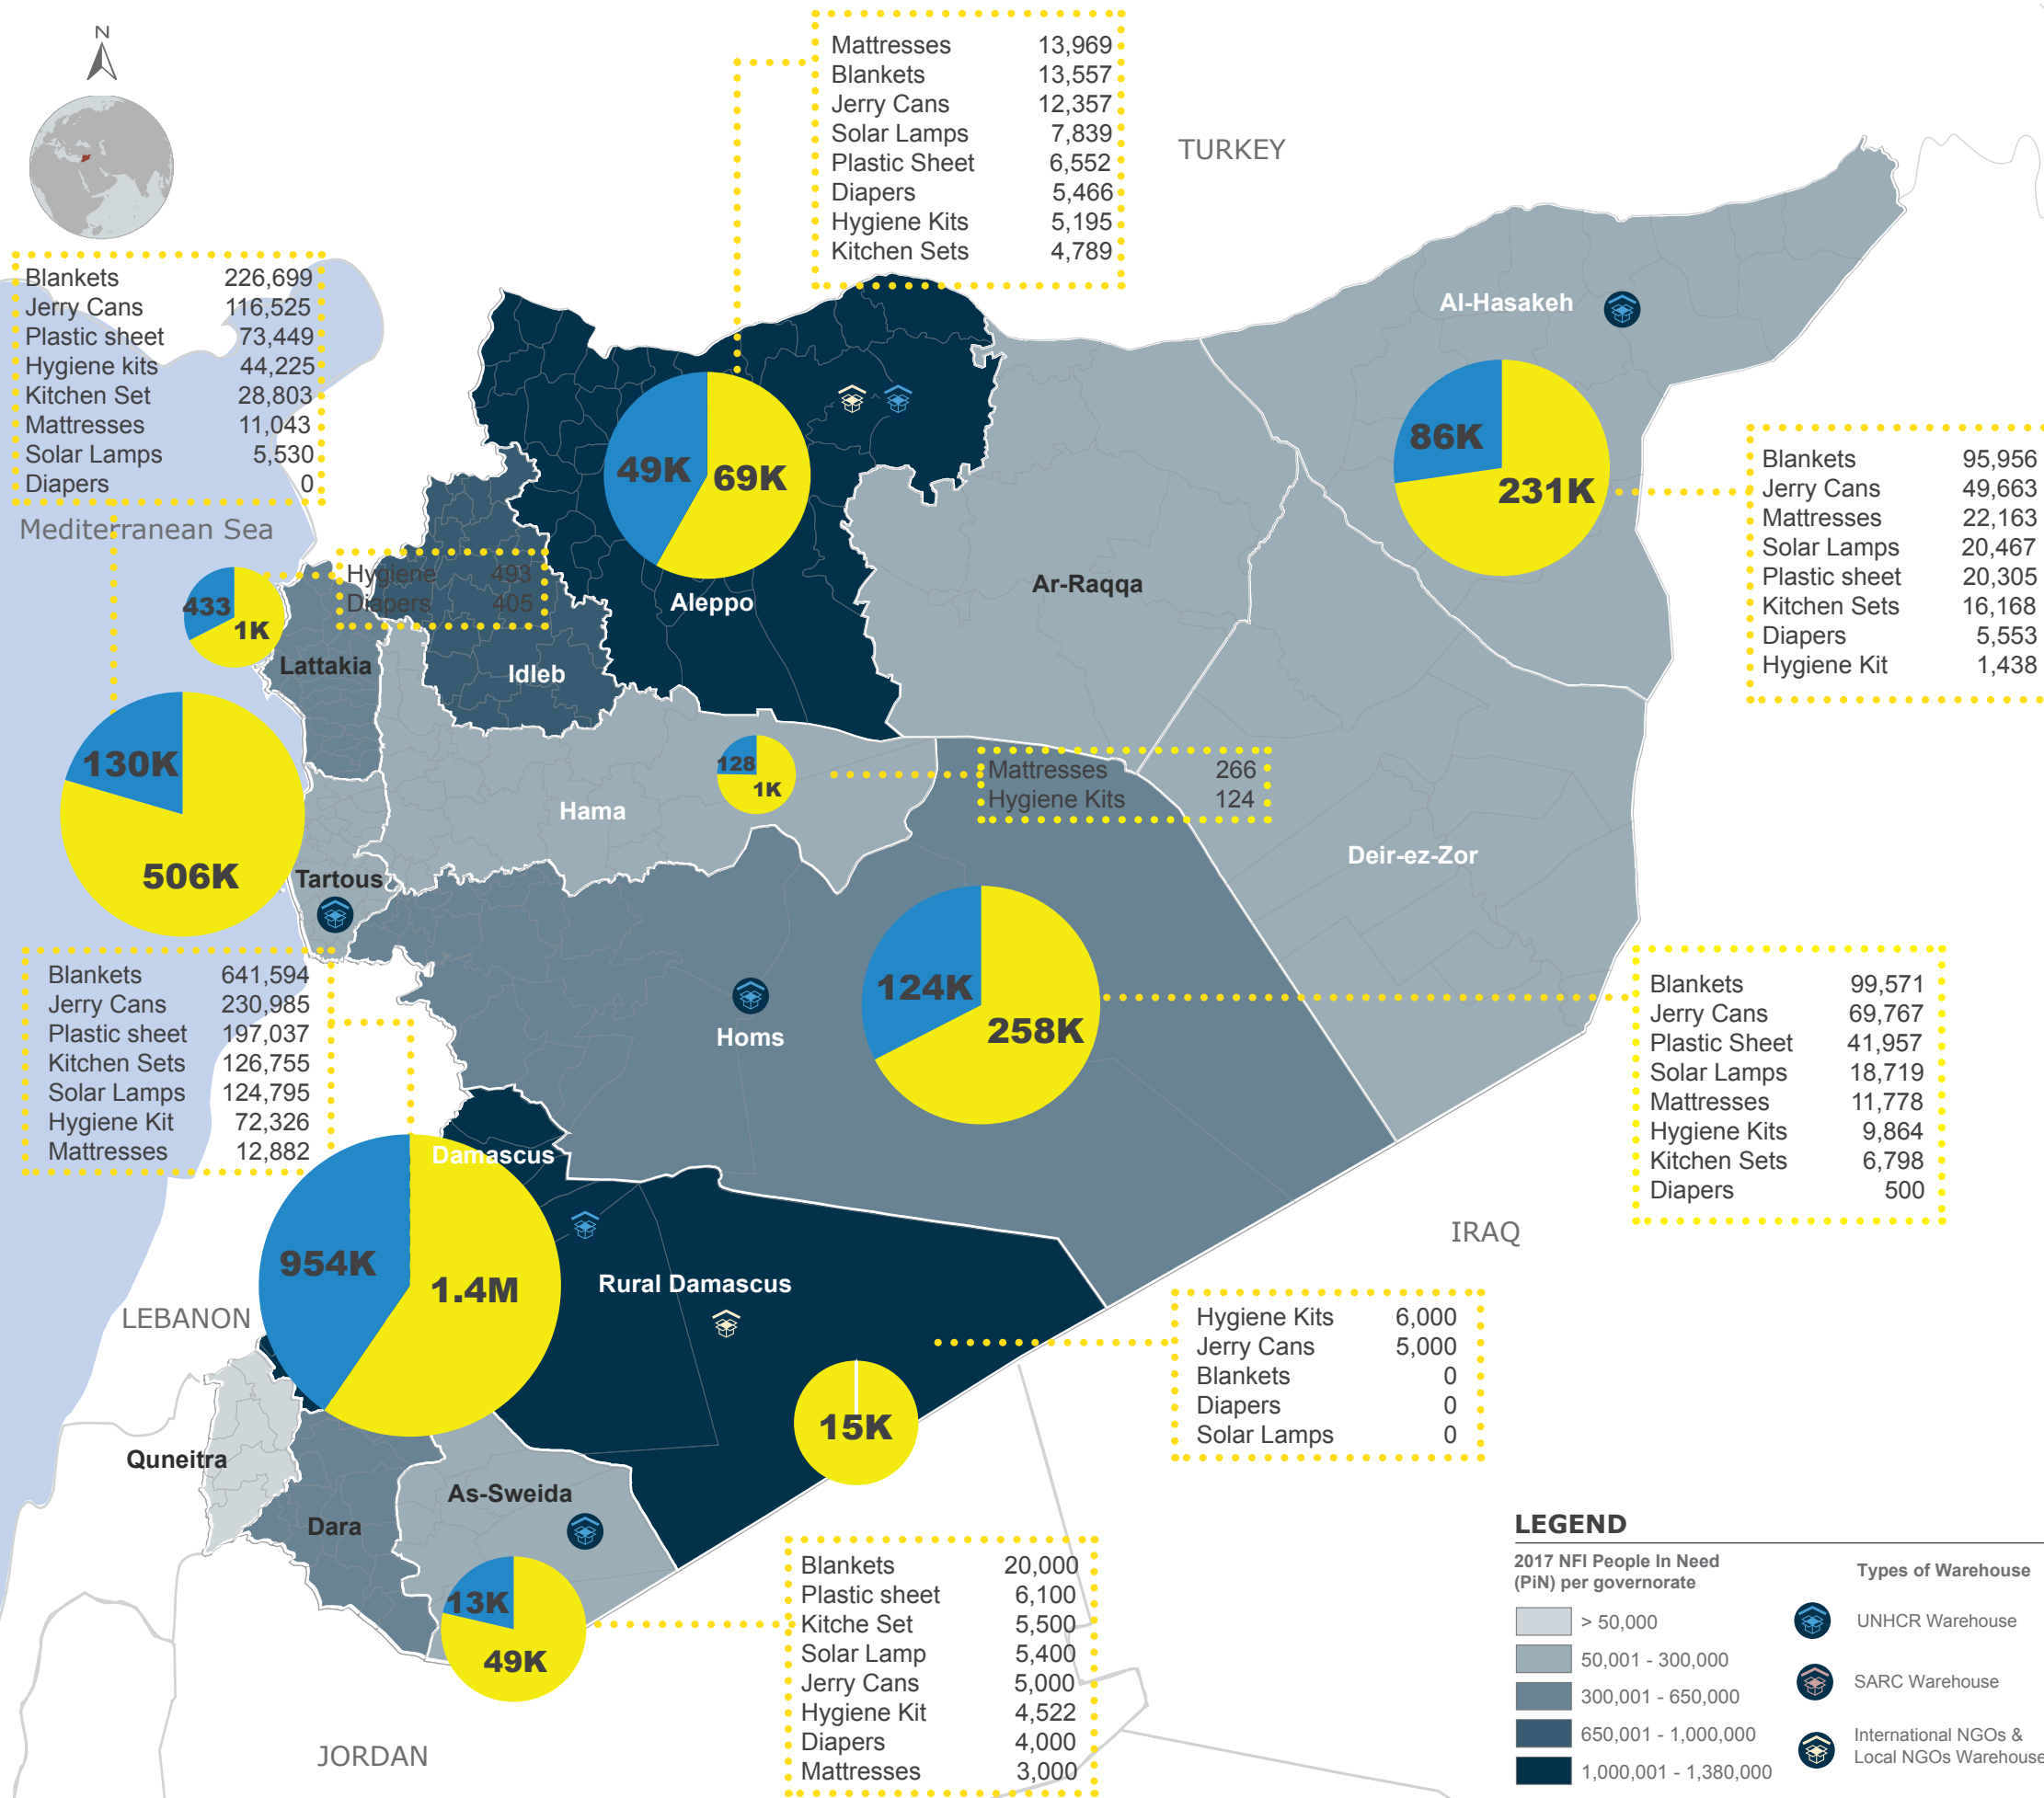 N
Mattresses 13,969
Blankets 13,557
Jerry Cans 12,357
Solar Lamps 7,839
Plastic Sheet 6,552
Diapers 5,466
Hygiene Kits 5,195
Kitchen Sets 4,789
TURKEY
Blankets 226,699
Jerry Cans 116,525
Plastic sheet 73,449
Hygiene kits 44,225
Kitchen Set 28,803
Mattresses 11,043
Solar Lamps 5,530
Diapers 0
Mediterranean Sea
Al-Hasakeh
86K
231K
Blankets 95,956
Jerry Cans 49,663
Mattresses 22,163
Solar Lamps 20,467
Plastic sheet 20,305
Kitchen Sets 16,168
Diapers 5,553
Hygiene Kit 1,438
49K
69K
Aleppo
Ar-Raqqa
Hygiene 493
Diapers 405
433
1K
Lattakia
Idleb
130K
506K
128
1K
Hama
Mattresses 266
Hygiene Kits 124
Deir-ez-Zor
Tartous
Blankets 641,594
Jerry Cans 230,985
Plastic sheet 197,037
Kitchen Sets 126,755
Solar Lamps 124,795
Hygiene Kit 72,326
Mattresses 12,882
Homs
124K
258K
Blankets 99,571
Jerry Cans 69,767
Plastic Sheet 41,957
Solar Lamps 18,719
Mattresses 11,778
Hygiene Kits 9,864
Kitchen Sets 6,798
Diapers 500
Damascus
954K
1.4M
Rural Damascus
IRAQ
LEBANON
Hygiene Kits 6,000
Jerry Cans 5,000
Blankets 0
Diapers 0
Solar Lamps 0
15K
Quneitra
Dara
As-Sweida
13K
49K
Blankets 20,000
Plastic sheet 6,100
Kitche Set 5,500
Solar Lamp 5,400
Jerry Cans 5,000
Hygiene Kit 4,522
Diapers 4,000
Mattresses 3,000
JORDAN
LEGEND
2017 NFI People In Need
(PiN) per governorate
> 50,000
50,001 - 300,000
300,001 - 650,000
650,001 - 1,000,000
1,000,001 - 1,380,000
Types of Warehouse
UNHCR Warehouse
SARC Warehouse
International NGOs &
Local NGOs Warehouse